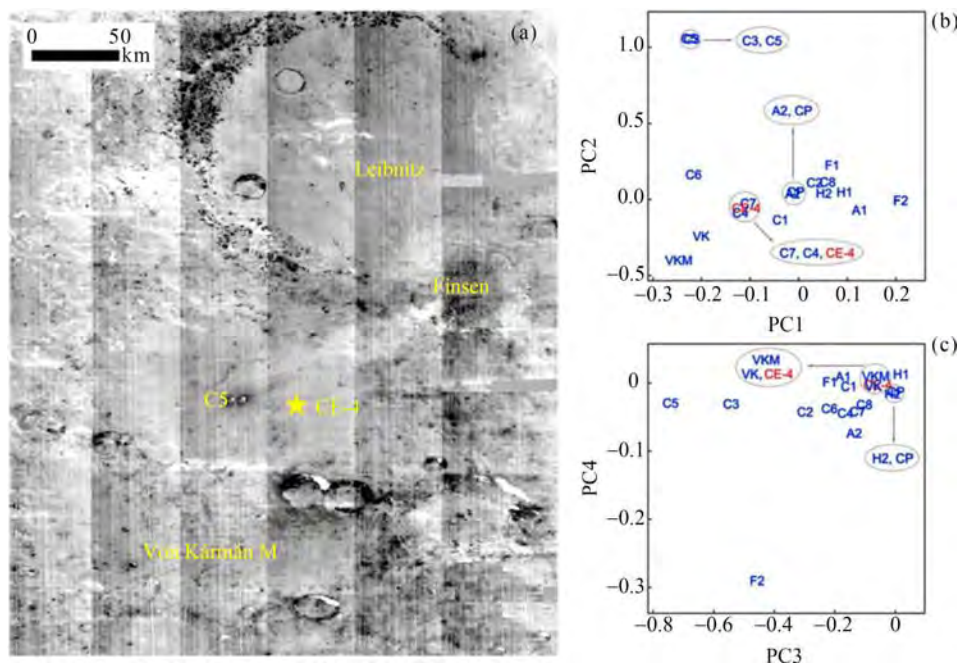 0 50
km
(a)
Leibnitz
Finsen
C5
CE-4
Von Kármán M
(b)
PC2
1.0
0.5
0.0
−0.5
C3, C5
A2, CP
F1
C6
C2 C8
H2 H1
F2
A1
C7
C4
C1
VK
VKM
C7, C4, CE-4
−0.3 −0.2 −0.1 0 0.1 0.2
PC1
(c)
PC4
0
−0.1
−0.2
−0.3
VKM
VK, CE-4
A1 VKM H1
F1 C1 VK
C5 C3 C2 C6 C4 C7 C8
A2
H2, CP
F2
−0.8 −0.6 −0.4 −0.2 0
PC3